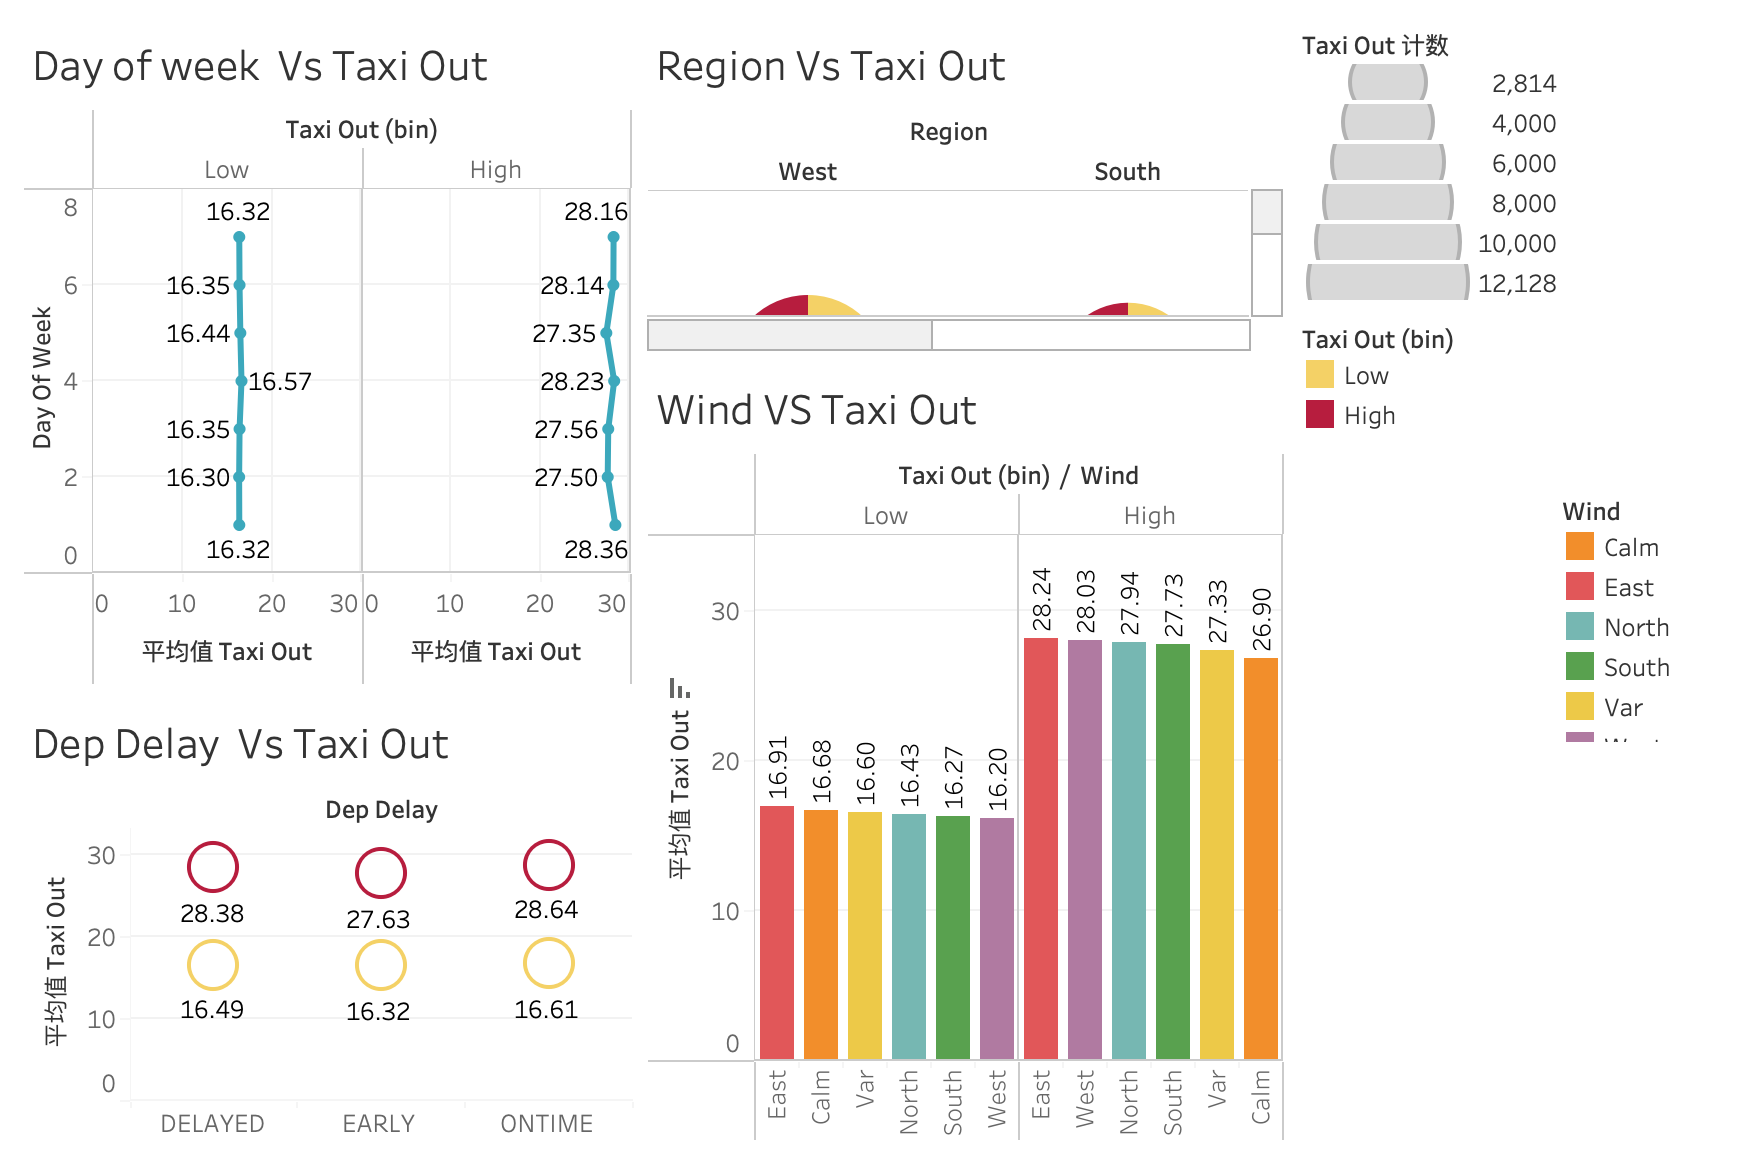 Day of week  Vs Taxi Out
Taxi Out (bin)
Low
High
Day Of Week
8
6
4
2
0
16.32
16.35
16.44
16.57
16.35
16.30
16.32
28.16
28.14
27.35
28.23
27.56
27.50
28.36
0
10
20
30
0
10
20
30
平均值 Taxi Out
平均值 Taxi Out
Region Vs Taxi Out
Region
West
South
Taxi Out 计数
2,814
4,000
6,000
8,000
10,000
12,128
Taxi Out (bin)
Low
High
Wind VS Taxi Out
Taxi Out (bin) / Wind
Low
High
平均值 Taxi Out
30
20
10
0
16.91
16.68
16.60
16.43
16.27
16.20
28.24
28.03
27.94
27.73
27.33
26.90
East
Calm
Var
North
South
West
East
West
North
South
Var
Calm
Wind
Calm
East
North
South
Var
Dep Delay  Vs Taxi Out
Dep Delay
平均值 Taxi Out
30
20
10
0
28.38
27.63
28.64
16.49
16.32
16.61
DELAYED
EARLY
ONTIME